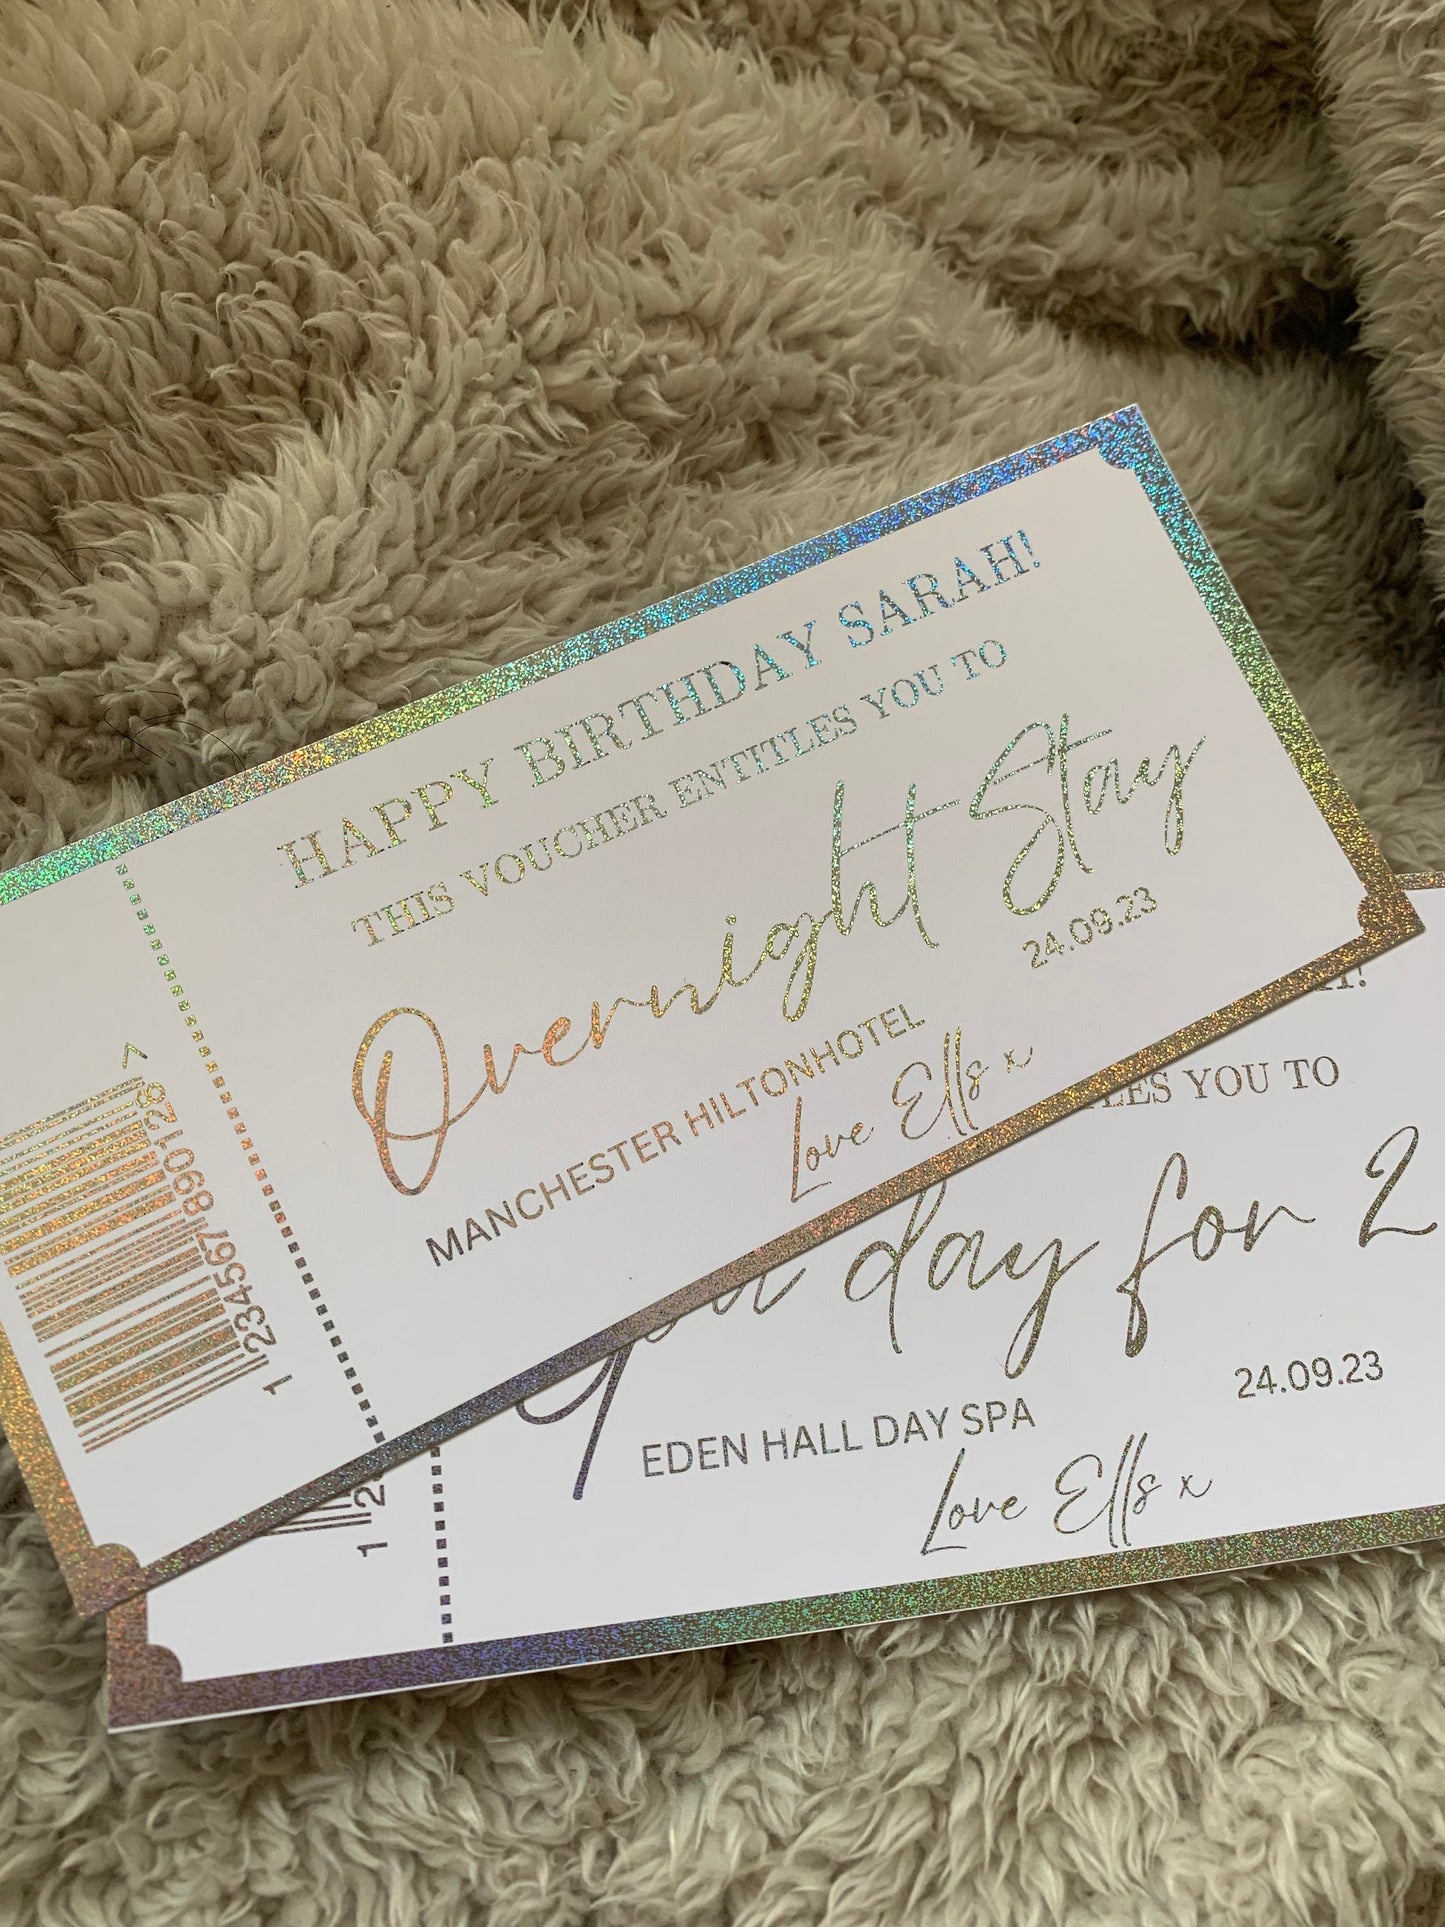 HAPPY BIRTHDAY SARAH!
THIS VOUCHER ENTITLES YOU TO
Overnight Stay
24.09.23
MANCHESTER HILTONHOTEL
Love Ells x
1 234567 890128 >
YOU TO
day for 2
24.09.23
EDEN HALL DAY SPA
Love Ells x
1